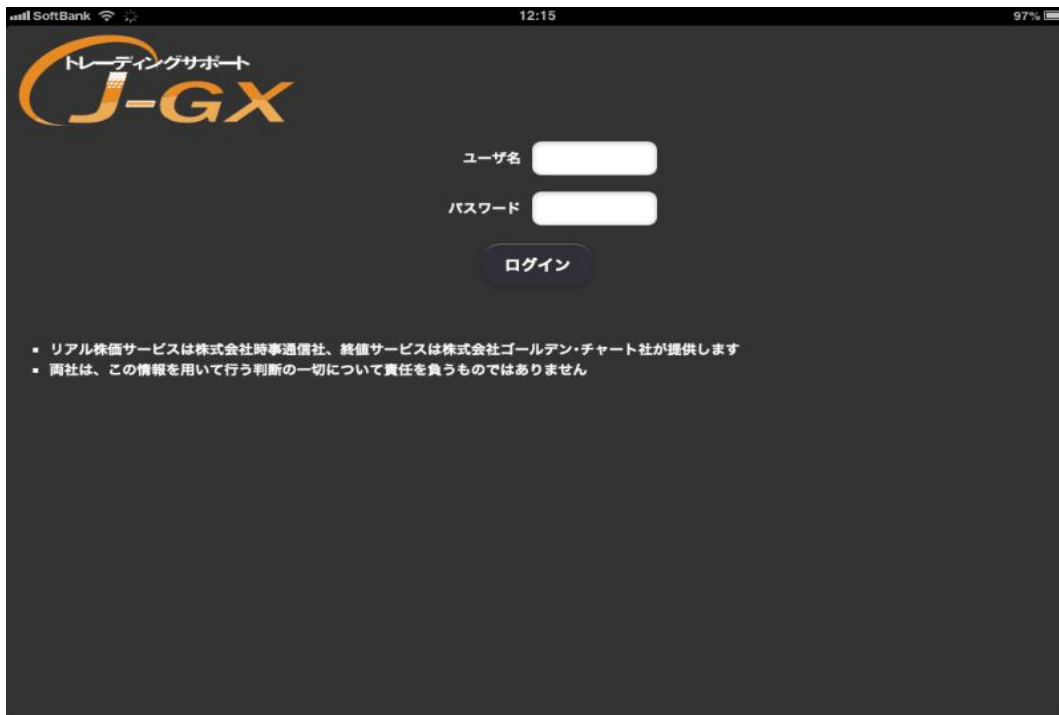 SoftBank 12:15 97%
トレーディングサポート
J-GX
ユーザ名
パスワード
ログイン
リアル株価サービスは株式会社時事通信社、終値サービスは株式会社ゴールデン・チャート社が提供します
両社は、この情報を用いて行う判断の一切について責任を負うものではありません